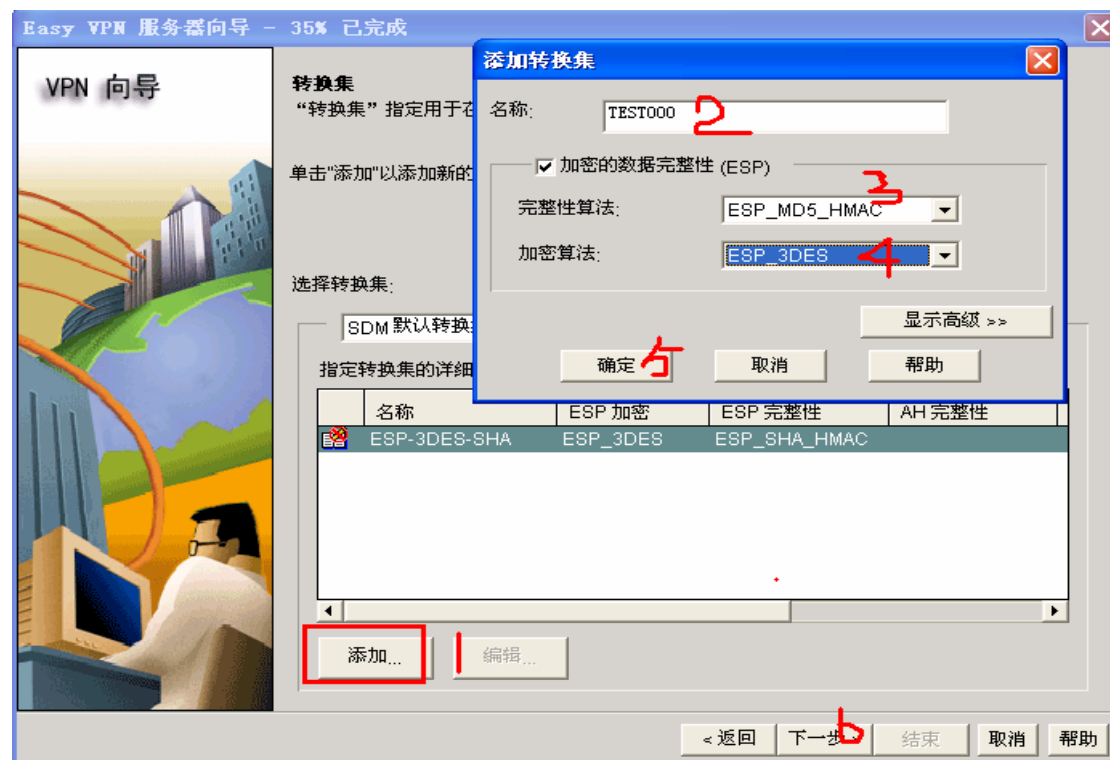 Easy VPN 服务器向导 - 35% 已完成
VPN 向导
转换集
“转换集”指定用于在
单击"添加"以添加新的
选择转换集:
SDM 默认转换
指定转换集的详细
名称 ESP 加密 ESP 完整性 AH 完整性
ESP-3DES-SHA ESP_3DES ESP_SHA_HMAC
添加... 1 编辑...
<返回 下一步> 6 结束 取消 帮助
添加转换集
名称: TEST000 2
加密的数据完整性 (ESP)
完整性算法: ESP_MD5_HMAC 3
加密算法: ESP_3DES 4
显示高级 >>
确定 5 取消 帮助